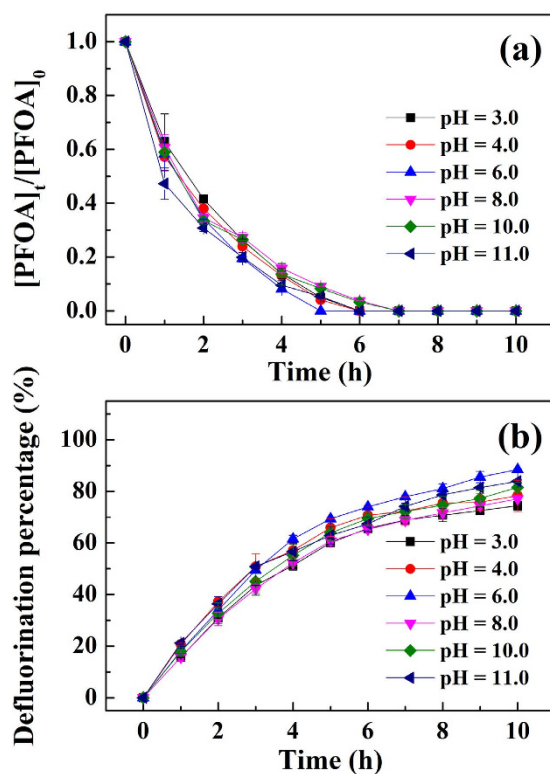 (a)
[PFOA]t/[PFOA]0
1.0
0.8
0.6
0.4
0.2
0.0
pH = 3.0
pH = 4.0
pH = 6.0
pH = 8.0
pH = 10.0
pH = 11.0
0 2 4 6 8 10
Time (h)
(b)
Defluorination percentage (%)
100
80
60
40
20
0
pH = 3.0
pH = 4.0
pH = 6.0
pH = 8.0
pH = 10.0
pH = 11.0
0 2 4 6 8 10
Time (h)